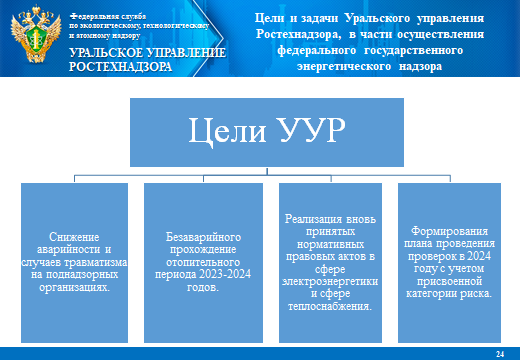 Федеральная служба
по экологическому, технологическому
и атомному надзору
УРАЛЬСКОЕ УПРАВЛЕНИЕ
РОСТЕХНАДЗОРА
Цели и задачи Уральского управления
Ростехнадзора, в части осуществления
федерального государственного
энергетического надзора
Цели УУР
Снижение
аварийности и
случаев травматизма
на поднадзорных
организациях.
Безаварийного
прохождение
отопительного
периода 2023-2024
годов.
Реализация вновь
принятых
нормативных
правовых актов в
сфере
электроэнергетики
и сфере
теплоснабжения.
Формирования
плана проведения
проверок в 2024
году с учетом
присвоенной
категории риска.
24